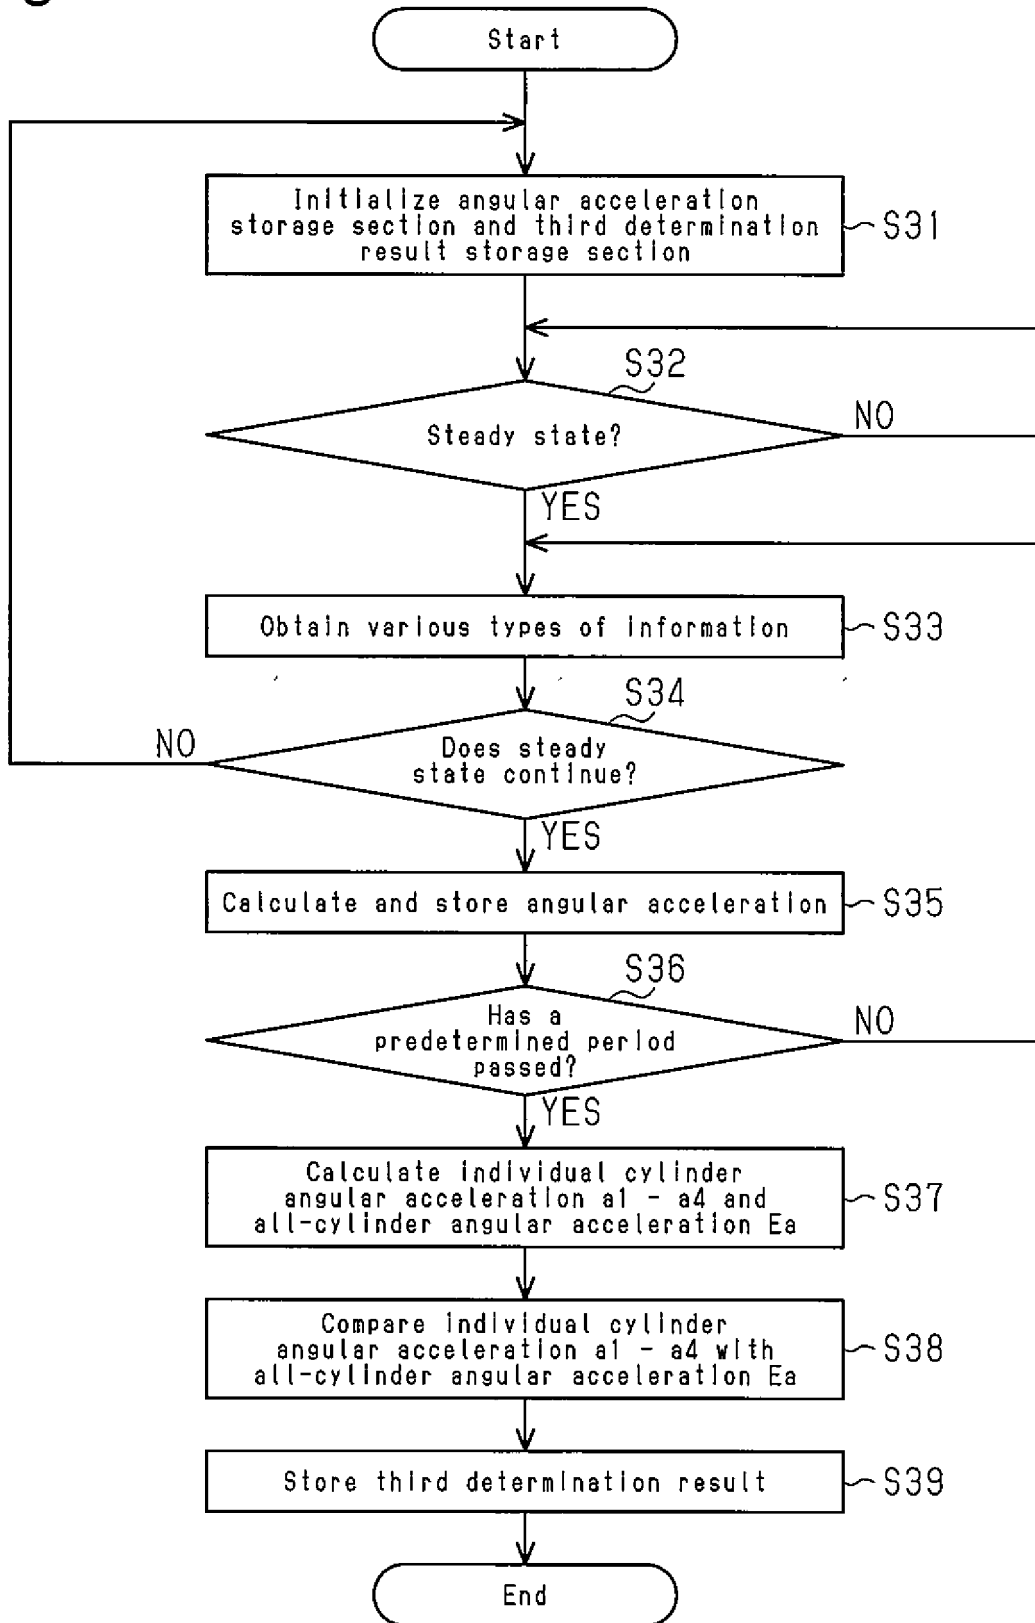 Start
Initialize angular acceleration
storage section and third determination
result storage section
S31
S32
Steady state?
NO
YES
Obtain various types of information
S33
S34
Does steady
state continue?
NO
YES
Calculate and store angular acceleration
S35
S36
Has a
predetermined period
passed?
NO
YES
Calculate individual cylinder
angular acceleration a1 - a4 and
all-cylinder angular acceleration Ea
S37
Compare individual cylinder
angular acceleration a1 - a4 with
all-cylinder angular acceleration Ea
S38
Store third determination result
S39
End